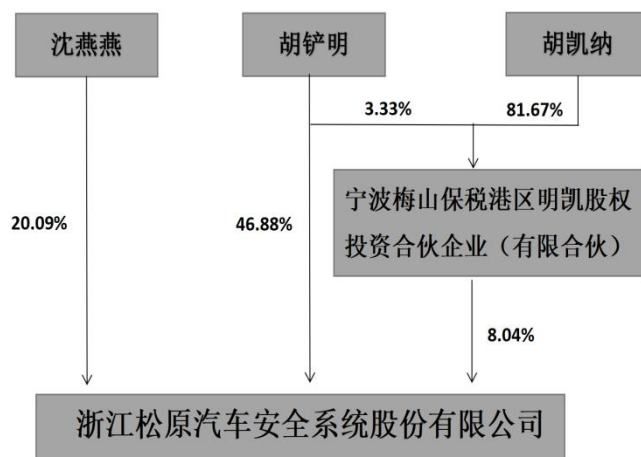 沈燕燕
胡铲明
胡凯纳
3.33%
81.67%
宁波梅山保税港区明凯股权
投资合伙企业（有限合伙）
20.09%
46.88%
8.04%
浙江松原汽车安全系统股份有限公司